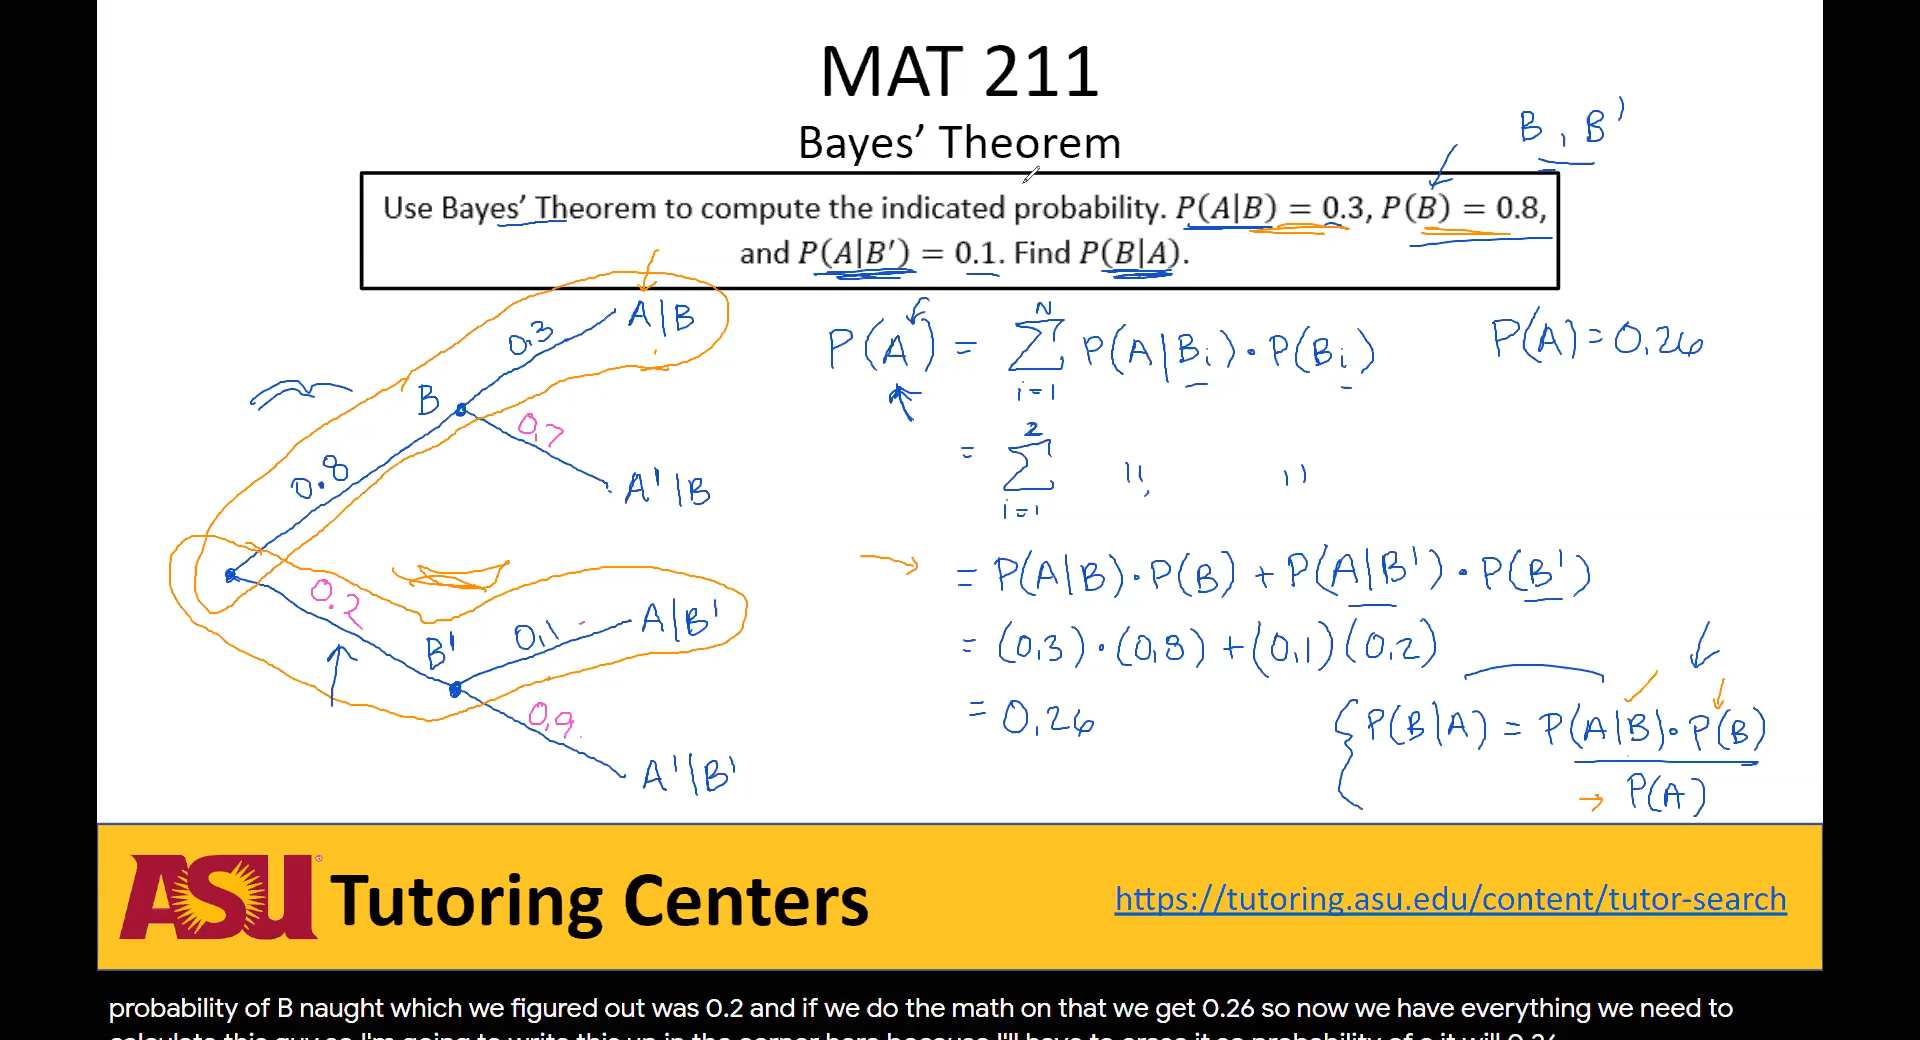 MAT 211
Bayes’ Theorem
B, B'
Use Bayes’ Theorem to compute the indicated probability. P(A|B) = 0.3, P(B) = 0.8,
and P(A|B′) = 0.1. Find P(B|A).
0.3 A|B
B
0.7
A'|B
0.8
0.2
B'
0.1 A|B'
0.9
A'|B'
P(A) = N Σ i=1 P(A|Bi) · P(Bi)
P(A) = 0.26
= 2 Σ i=1 " "
= P(A|B) · P(B) + P(A|B') · P(B')
= (0.3) · (0.8) + (0.1)(0.2)
= 0.26
P(B|A) = P(A|B) · P(B)
P(A)
ASU Tutoring Centers
https://tutoring.asu.edu/content/tutor-search
probability of B naught which we figured out was 0.2 and if we do the math on that we get 0.26 so now we have everything we need to